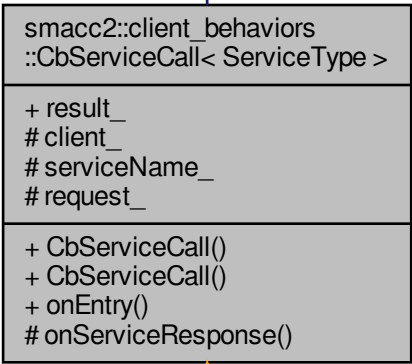 smacc2::client_behaviors
::CbServiceCall< ServiceType >
+ result_
# client_
# serviceName_
# request_
+ CbServiceCall()
+ CbServiceCall()
+ onEntry()
# onServiceResponse()